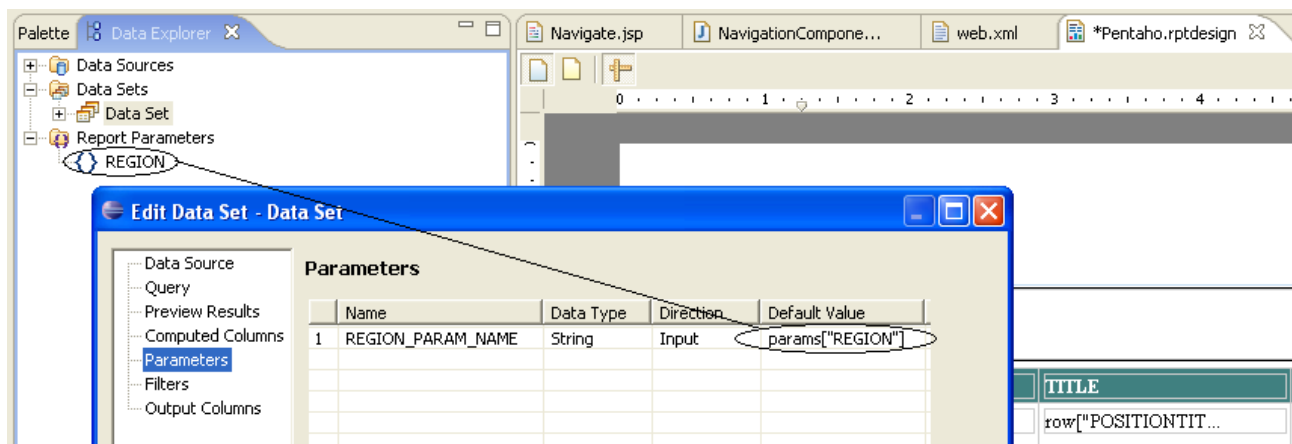 Palette Data Explorer
Navigate.jsp NavigationCompone... web.xml *Pentaho.rptdesign
Data Sources
Data Sets
Data Set
Report Parameters
REGION
0 1 2 3 4
Edit Data Set - Data Set
Data Source
Query
Preview Results
Computed Columns
Parameters
Filters
Output Columns
Parameters
Name Data Type Direction Default Value
1 REGION_PARAM_NAME String Input params["REGION"]
TITLE
row["POSITIONTIT...